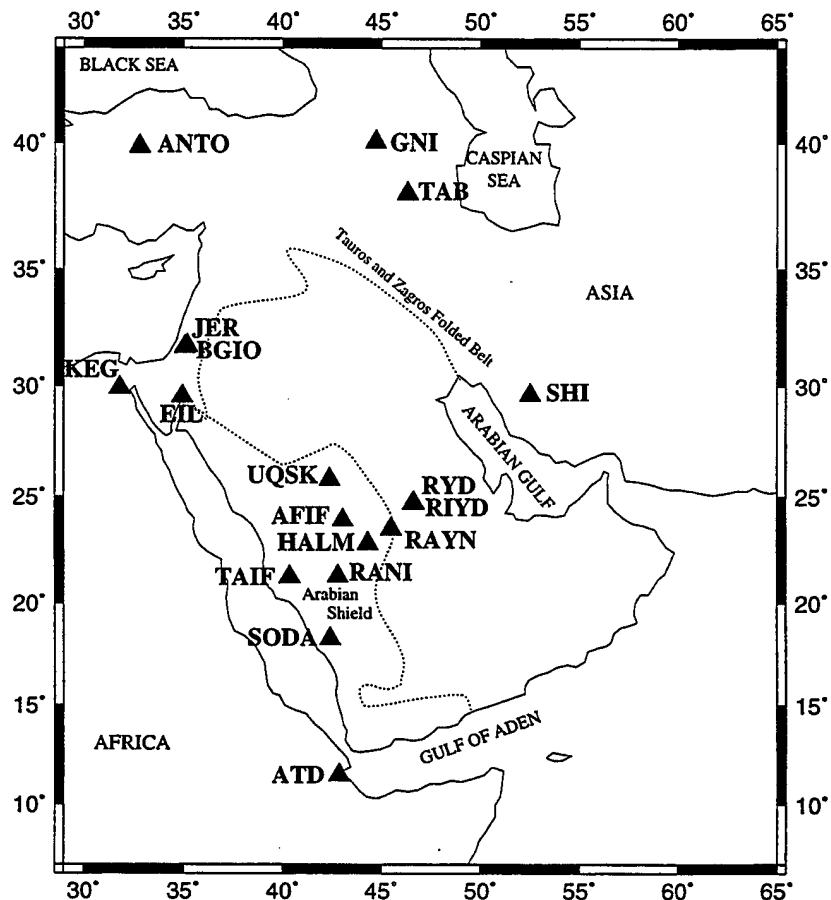 30° 35° 40° 45° 50° 55° 60° 65°
BLACK SEA
40° 40°
ANTO
GNI
CASPIAN
SEA
TAB
Tauros and Zagros Folded Belt
35° 35°
ASIA
JER
BGIO
KEG
30° 30°
EIL
SHI
ARABIAN GULF
UQSK
RYD
RIYD
25° 25°
AFIF
HALM
RAYN
TAIF
RANI
Arabian
Shield
20° 20°
SODA
15° 15°
AFRICA
GULF OF ADEN
ATD
10° 10°
30° 35° 40° 45° 50° 55° 60° 65°